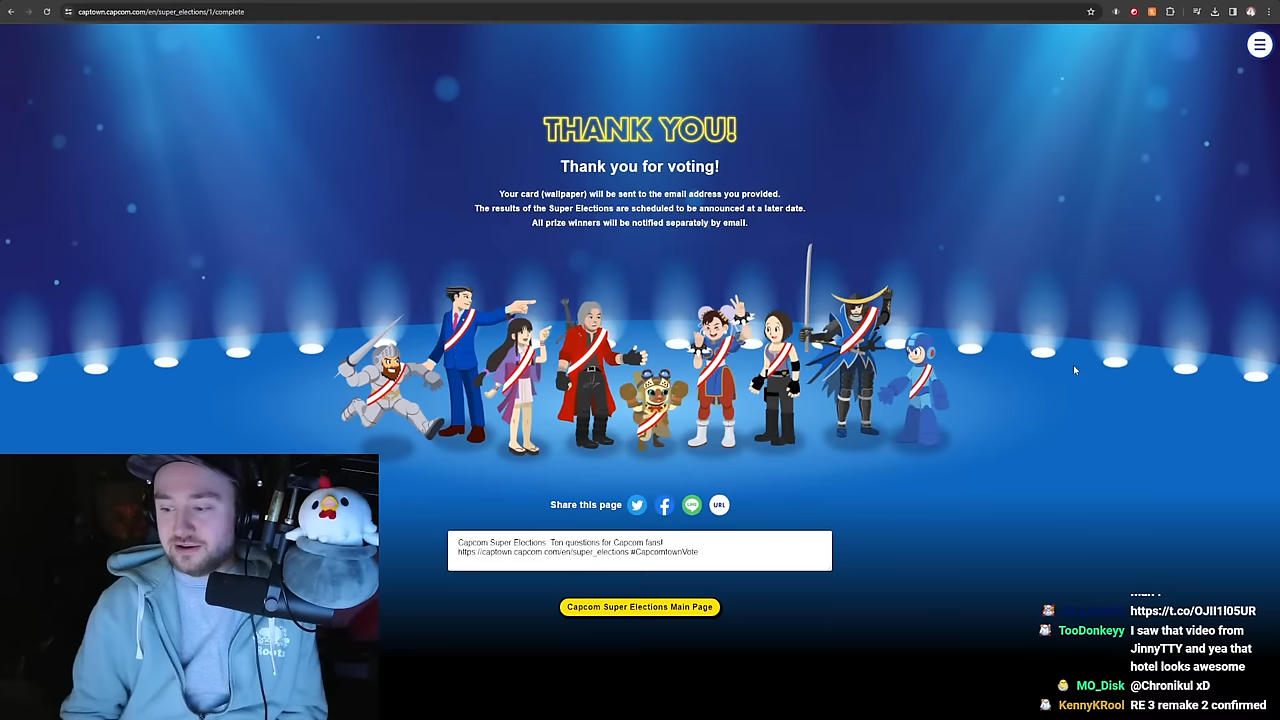 captown.capcom.com/en/super_elections/1/complete
THANK YOU!
Thank you for voting!
Your card (wallpaper) will be sent to the email address you provided.
The results of the Super Elections are scheduled to be announced at a later date.
All prize winners will be notified separately by email.
Share this page
LINE
URL
Capcom Super Elections  Ten questions for Capcom fans!
https://captown.capcom.com/en/super_elections #CapcomtownVote
Capcom Super Elections Main Page
Roots
https://t.co/OJII1l05UR
TooDonkeyy I saw that video from
JinnyTTY and yea that
hotel looks awesome
MO_Disk @Chronikul xD
KennyKRool RE 3 remake 2 confirmed